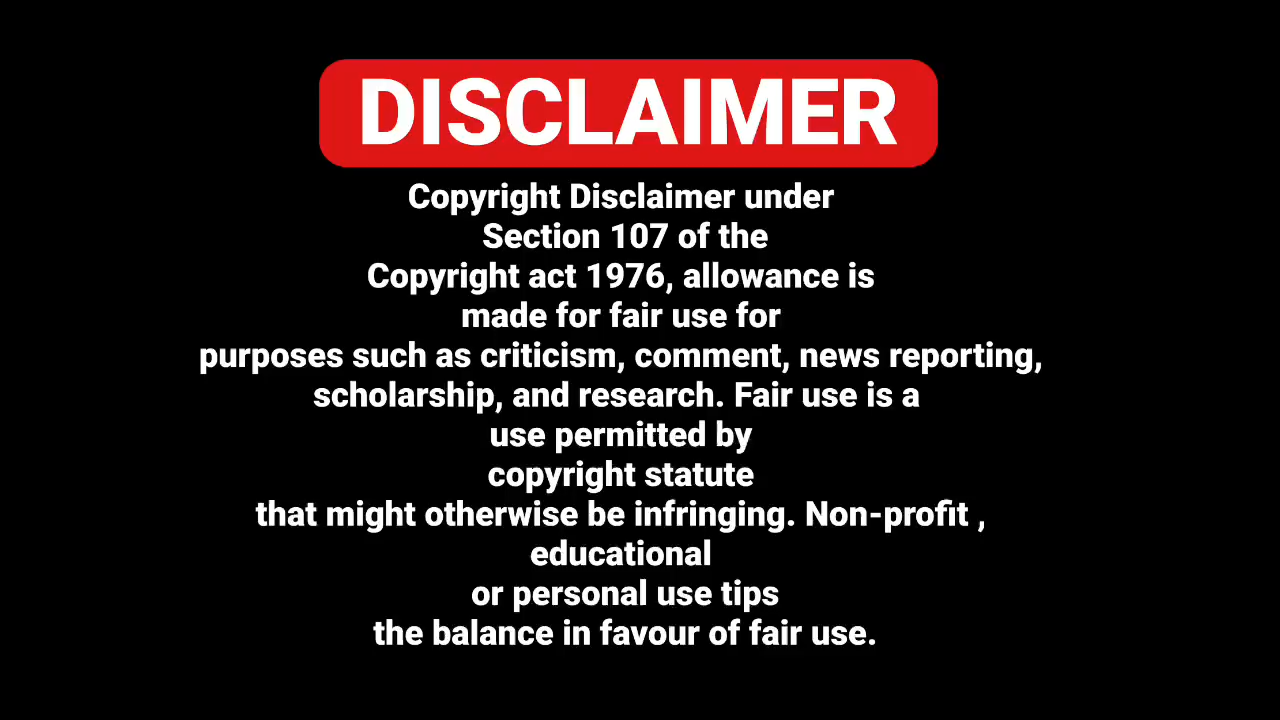 DISCLAIMER
Copyright Disclaimer under
Section 107 of the
Copyright act 1976, allowance is
made for fair use for
purposes such as criticism, comment, news reporting,
scholarship, and research. Fair use is a
use permitted by
copyright statute
that might otherwise be infringing. Non-profit ,
educational
or personal use tips
the balance in favour of fair use.